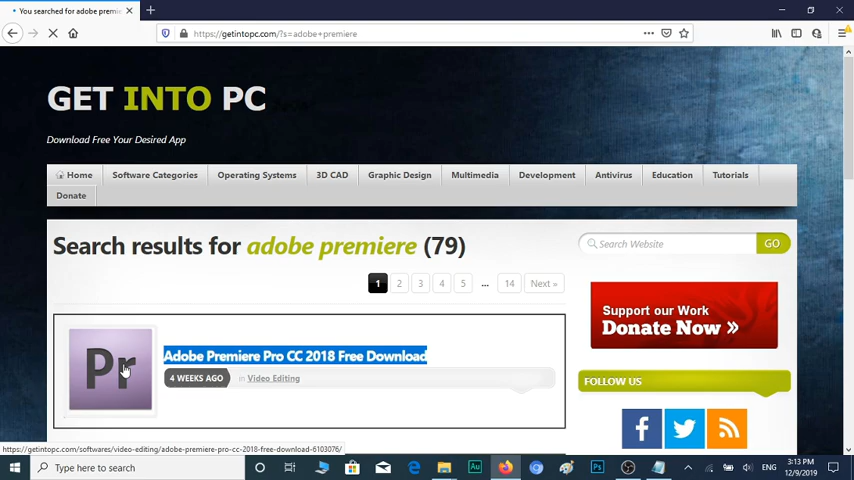 You searched for adobe premie
https://getintopc.com/?s=adobe+premiere
GET INTO PC
Download Free Your Desired App
Home
Software Categories
Operating Systems
3D CAD
Graphic Design
Multimedia
Development
Antivirus
Education
Tutorials
Donate
Search results for adobe premiere (79)
Search Website
GO
1 2 3 4 5 ... 14 Next »
Support our Work
Donate Now »
Pr
Adobe Premiere Pro CC 2018 Free Download
4 WEEKS AGO in Video Editing
FOLLOW US
https://getintopc.com/softwares/video-editing/adobe-premiere-pro-cc-2018-free-download-6103076/
Type here to search
Au
Ps
ENG
3:13 PM
12/9/2019